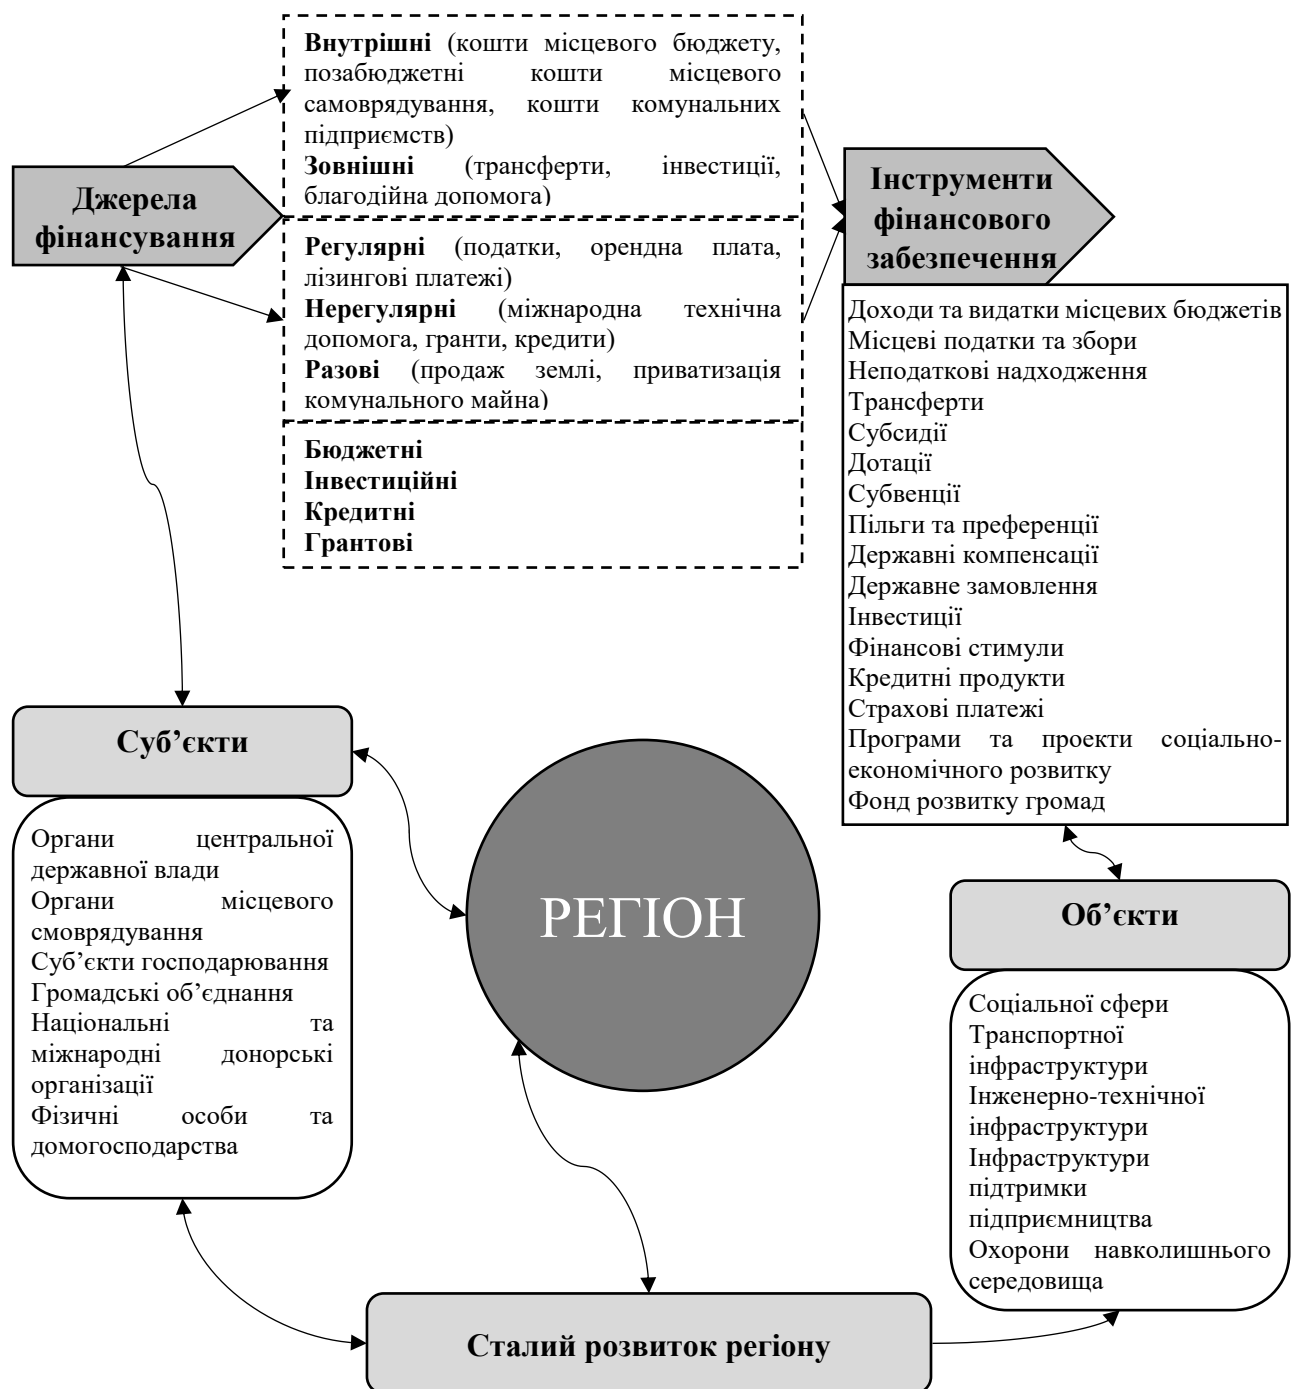 Внутрішні (кошти місцевого бюджету,
позабюджетні кошти місцевого
самоврядування, кошти комунальних
підприємств)
Зовнішні (трансферти, інвестиції,
благодійна допомога)
Джерела
фінансування
Регулярні (податки, орендна плата,
лізингові платежі)
Нерегулярні (міжнародна технічна
допомога, гранти, кредити)
Разові (продаж землі, приватизація
комунального майна)
Бюджетні
Інвестиційні
Кредитні
Грантові
Інструменти
фінансового
забезпечення
Доходи та видатки місцевих бюджетів
Місцеві податки та збори
Неподаткові надходження
Трансферти
Субсидії
Дотації
Субвенції
Пільги та преференції
Державні компенсації
Державне замовлення
Інвестиції
Фінансові стимули
Кредитні продукти
Страхові платежі
Програми та проекти соціально-
економічного розвитку
Фонд розвитку громад
Суб’єкти
Органи центральної
державної влади
Органи місцевого
смоврядування
Суб’єкти господарювання
Громадські об’єднання
Національні та
міжнародні донорські
організації
Фізичні особи та
домогосподарства
РЕГІОН
Об’єкти
Соціальної сфери
Транспортної
інфраструктури
Інженерно-технічної
інфраструктури
Інфраструктури
підтримки
підприємництва
Охорони навколишнього
середовища
Сталий розвиток регіону